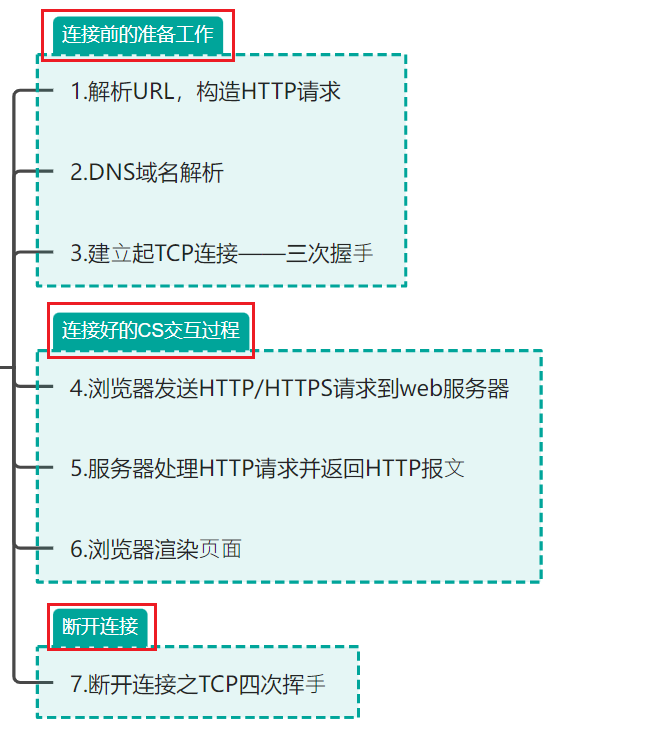 连接前的准备工作
1.解析URL，构造HTTP请求
2.DNS域名解析
3.建立起TCP连接——三次握手
连接好的CS交互过程
4.浏览器发送HTTP/HTTPS请求到web服务器
5.服务器处理HTTP请求并返回HTTP报文
6.浏览器渲染页面
断开连接
7.断开连接之TCP四次挥手